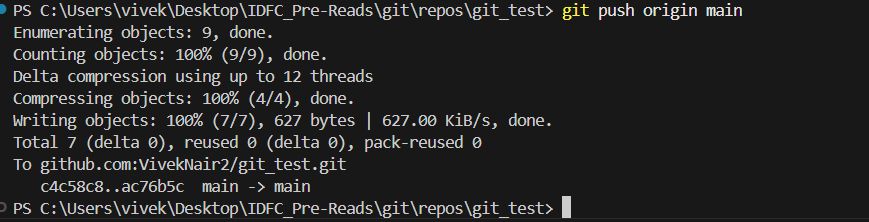 PS C:\Users\vivek\Desktop\IDFC_Pre-Reads\git\repos\git_test> git push origin main
Enumerating objects: 9, done.
Counting objects: 100% (9/9), done.
Delta compression using up to 12 threads
Compressing objects: 100% (4/4), done.
Writing objects: 100% (7/7), 627 bytes | 627.00 KiB/s, done.
Total 7 (delta 0), reused 0 (delta 0), pack-reused 0
To github.com:VivekNair2/git_test.git
   c4c58c8..ac76b5c  main -> main
PS C:\Users\vivek\Desktop\IDFC_Pre-Reads\git\repos\git_test>